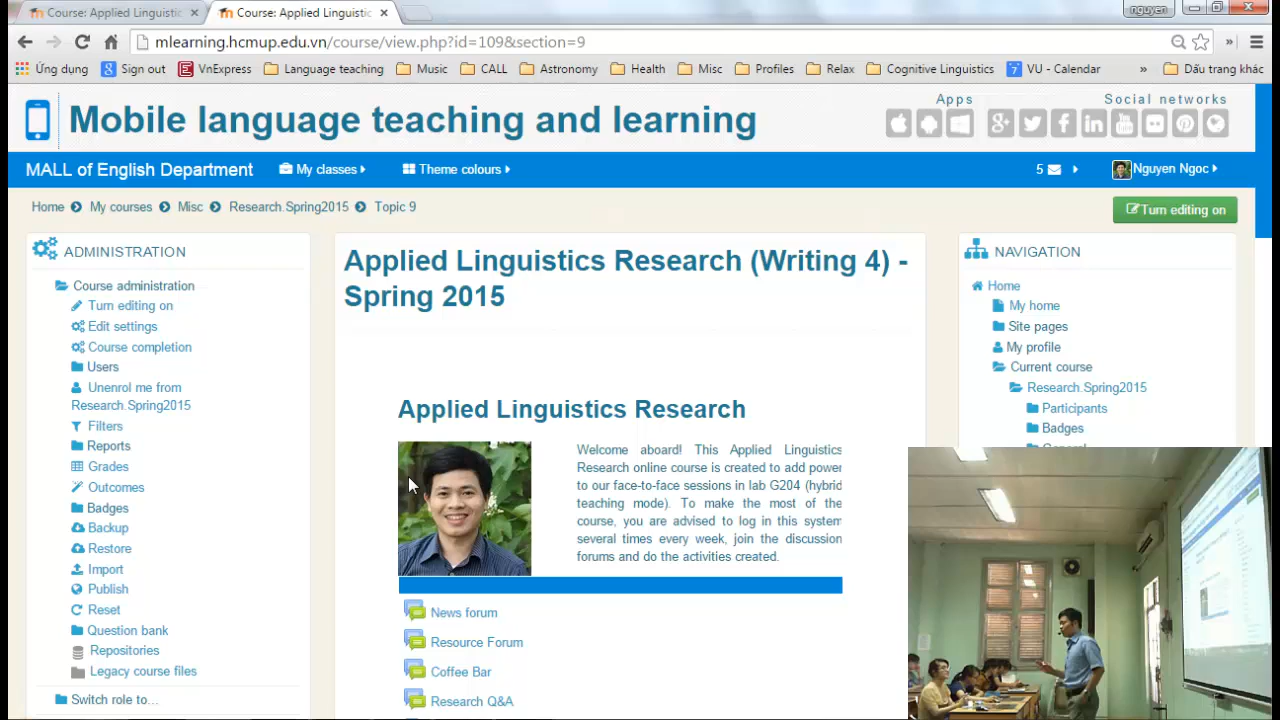 Course: Applied Linguistic
Course: Applied Linguistic
nguyen
mlearning.hcmup.edu.vn/course/view.php?id=109&section=9
Ứng dụng
Sign out
VnExpress
Language teaching
Music
CALL
Astronomy
Health
Misc
Profiles
Relax
Cognitive Linguistics
7 VU - Calendar
»
Dấu trang khác
Apps
Social networks
Mobile language teaching and learning
MALL of English Department
My classes
Theme colours
5
Nguyen Ngoc
Home
My courses
Misc
Research.Spring2015
Topic 9
Turn editing on
ADMINISTRATION
Course administration
Turn editing on
Edit settings
Course completion
Users
Unenrol me from
Research.Spring2015
Filters
Reports
Grades
Outcomes
Badges
Backup
Restore
Import
Publish
Reset
Question bank
Repositories
Legacy course files
Switch role to...
Applied Linguistics Research (Writing 4) -
Spring 2015
Applied Linguistics Research
Welcome aboard! This Applied Linguistics
Research online course is created to add power
to our face-to-face sessions in lab G204 (hybrid
teaching mode). To make the most of the
course, you are advised to log in this system
several times every week, join the discussion
forums and do the activities created.
News forum
Resource Forum
Coffee Bar
Research Q&A
NAVIGATION
Home
My home
Site pages
My profile
Current course
Research.Spring2015
Participants
Badges